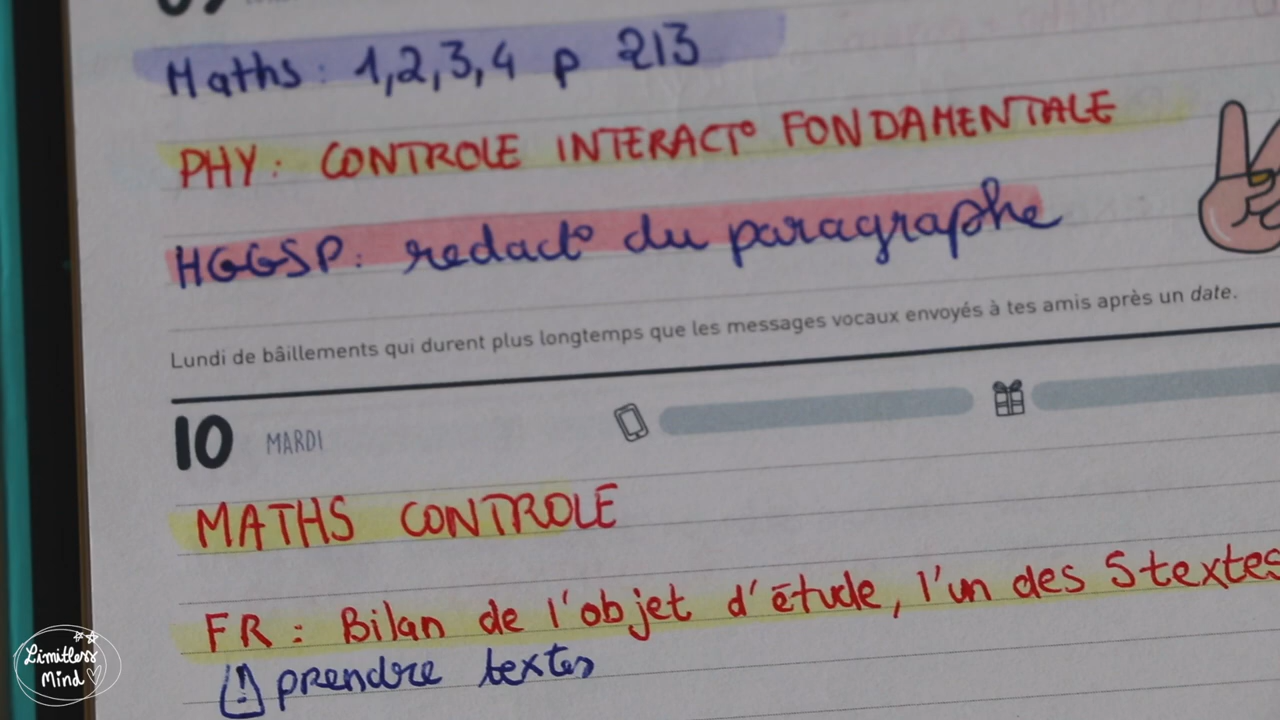 Maths : 1,2,3,4 p 213
PHY : CONTROLE INTERACT° FONDAMENTALE
HGGSP : redact° du paragraphe
Lundi de bâillements qui durent plus longtemps que les messages vocaux envoyés à tes amis après un date.
10 MARDI
MATHS CONTROLE
FR : Bilan de l'objet d'étude, l'un des 5 textes
! prendre textes
Limitless
Mind